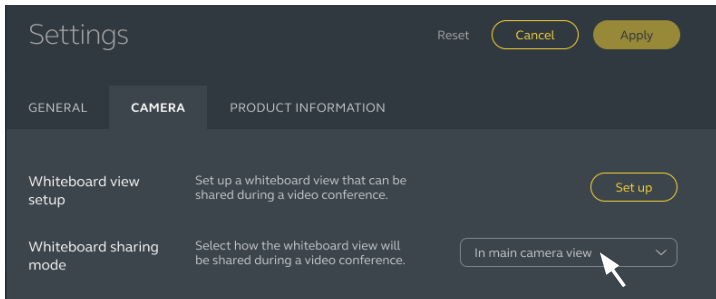 Settings
Reset
Cancel
Apply
GENERAL
CAMERA
PRODUCT INFORMATION
Whiteboard view
setup
Set up a whiteboard view that can be
shared during a video conference.
Set up
Whiteboard sharing
mode
Select how the whiteboard view will
be shared during a video conference.
In main camera view